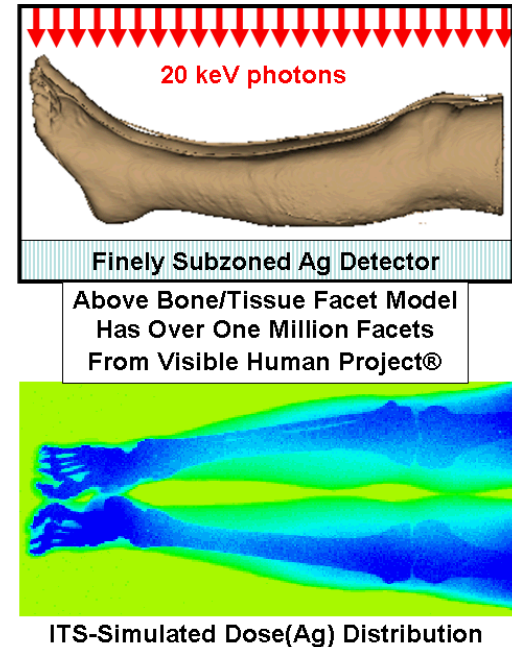 20 keV photons
Finely Subzoned Ag Detector
Above Bone/Tissue Facet Model
Has Over One Million Facets
From Visible Human Project®
ITS-Simulated Dose(Ag) Distribution